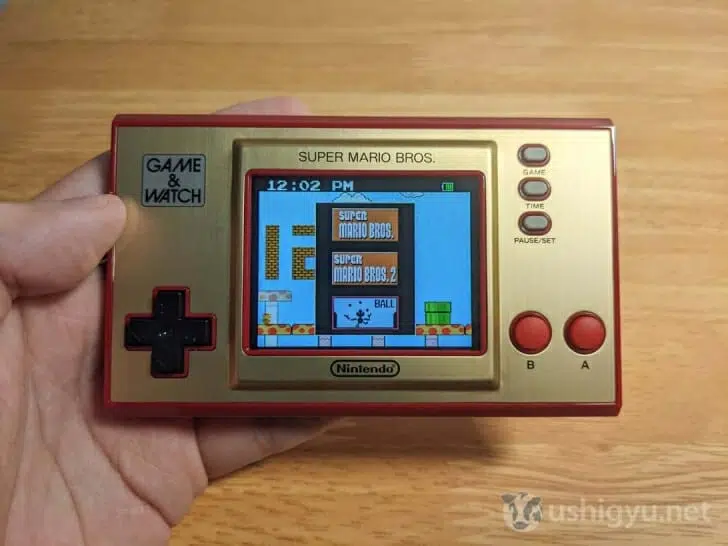 SUPER MARIO BROS.
GAME
&
WATCH
12:02 PM
SUPER
MARIO BROS.
SUPER
MARIO BROS. 2
BALL
12
GAME
TIME
PAUSE/SET
B
A
Nintendo
ushigyu.net